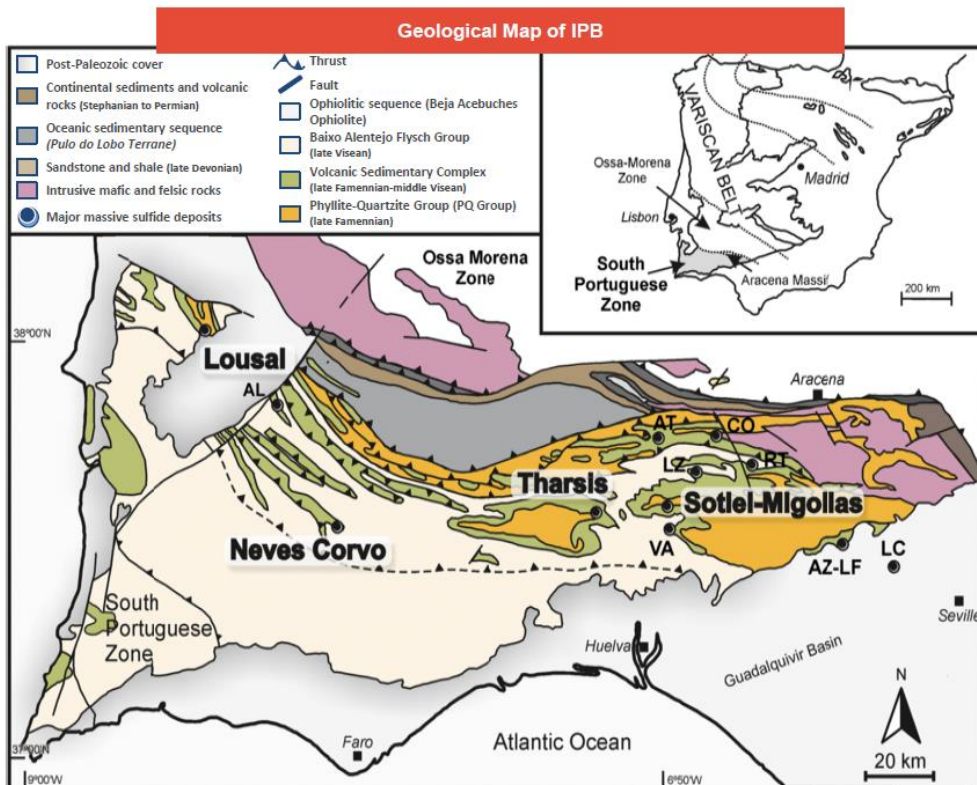 Geological Map of IPB
Post-Paleozoic cover
Continental sediments and volcanic
rocks (Stephanian to Permian)
Oceanic sedimentary sequence
(Pulo do Lobo Terrane)
Sandstone and shale (late Devonian)
Intrusive mafic and felsic rocks
Major massive sulfide deposits
Thrust
Fault
Ophiolitic sequence (Beja Acebuches
Ophiolite)
Baixo Alentejo Flysch Group
(late Visean)
Volcanic Sedimentary Complex
(late Famennian-middle Visean)
Phyllite-Quartzite Group (PQ Group)
(late Famennian)
VARISCAN BEL
Ossa-Morena
Zone
Madrid
Lisbon
South
Portuguese
Zone
Aracena Massif
200 km
Ossa Morena
Zone
38°00'N
Lousal
AL
Aracena
AT
CO
LZ
RT
Tharsis
Sotiel-Migollas
Neves Corvo
VA
AZ-LF
LC
Seville
South
Portuguese
Zone
Huelva
Guadalquivir Basin
N
Faro
Atlantic Ocean
20 km
37°00'N
9°00'W
6°50'W